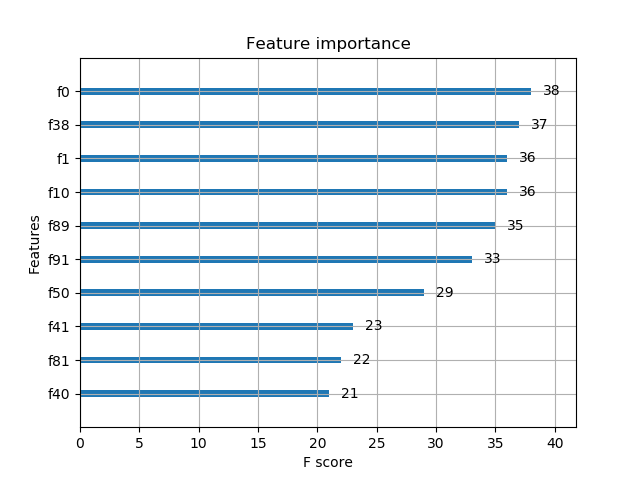 Feature importance
f0 38
f38 37
f1 36
f10 36
f89 35
f91 33
f50 29
f41 23
f81 22
f40 21
Features
0 5 10 15 20 25 30 35 40
F score